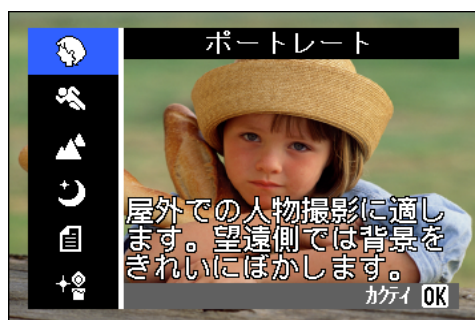 ポートレート
屋外での人物撮影に適し
ます。望遠側では背景を
きれいにぼかします。
カクテイ OK